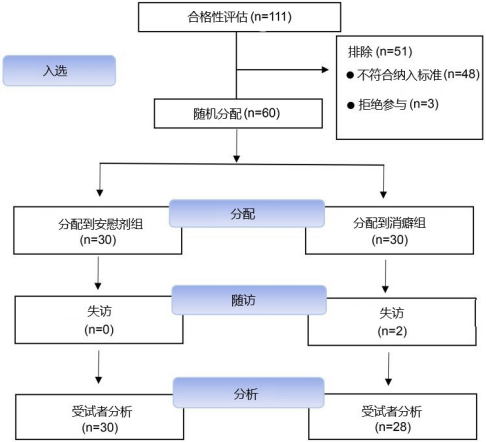 合格性评估 (n=111)
入选
排除 (n=51)
● 不符合纳入标准(n=48)
● 拒绝参与 (n=3)
随机分配 (n=60)
分配
分配到安慰剂组
(n=30)
分配到消癖组
(n=30)
随访
失访
(n=0)
失访
(n=2)
分析
受试者分析
(n=30)
受试者分析
(n=28)